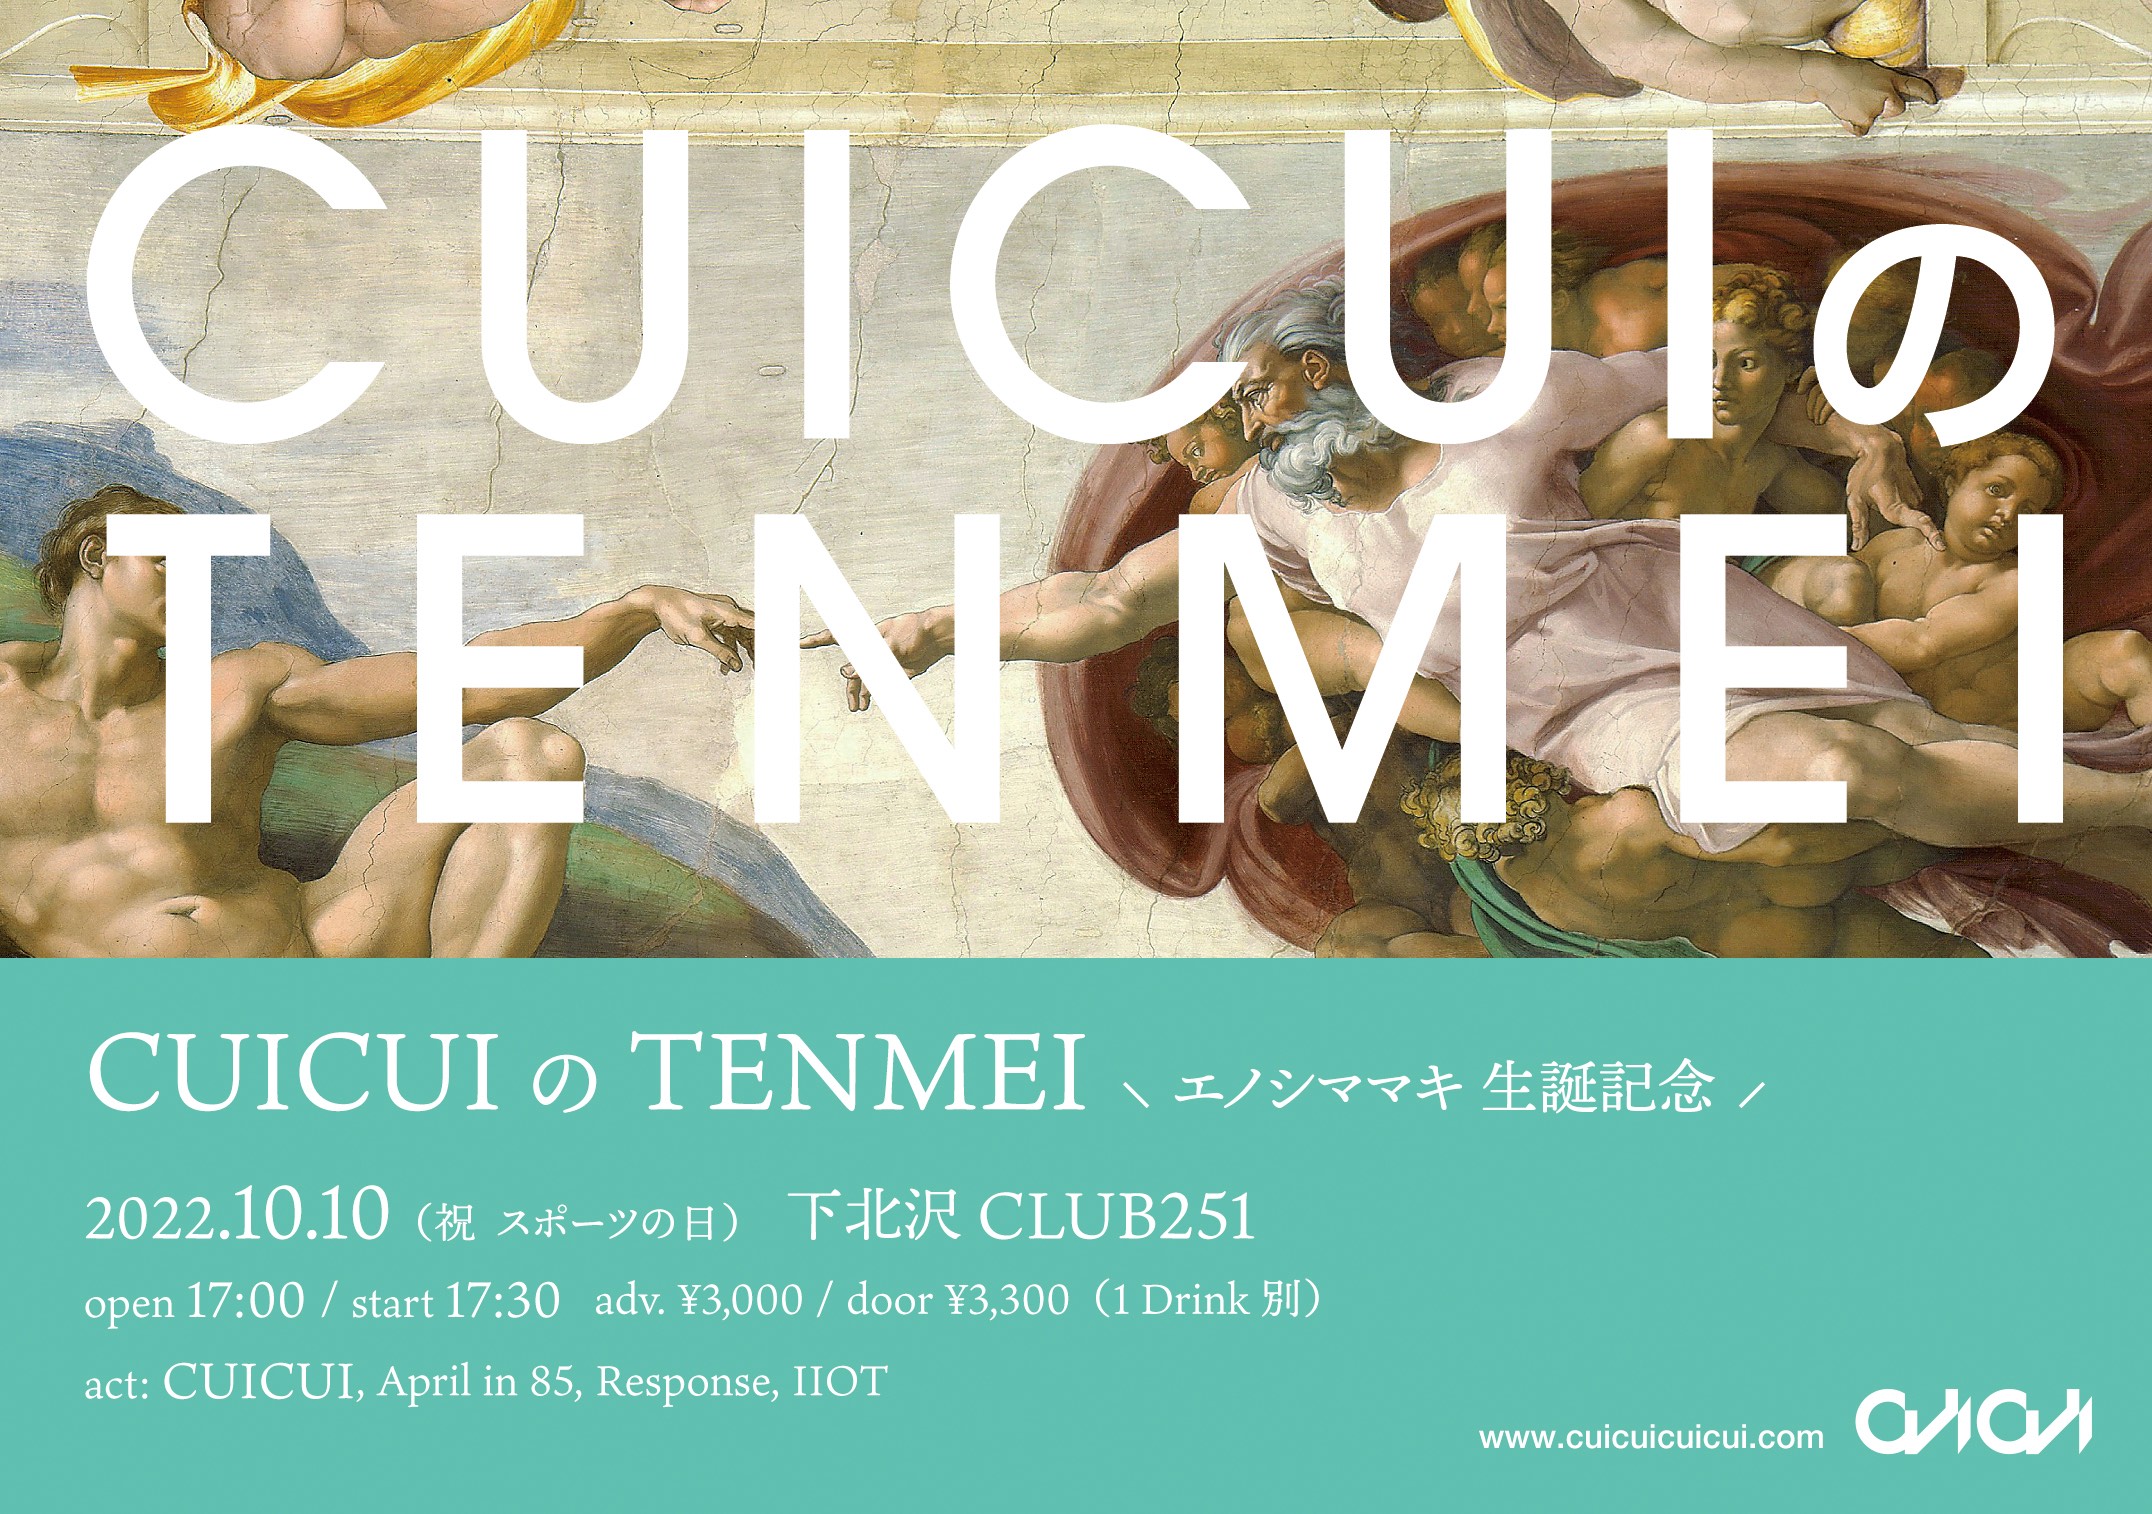 CUICUIの
TENMEI
CUICUI の TENMEI ＼ エノシママキ 生誕記念 ／
2022.10.10（祝 スポーツの日） 下北沢 CLUB251
open 17:00 / start 17:30 adv. ¥3,000 / door ¥3,300（1 Drink 別）
act: CUICUI, April in 85, Response, IIOT
www.cuicuicuicui.com CUICUI